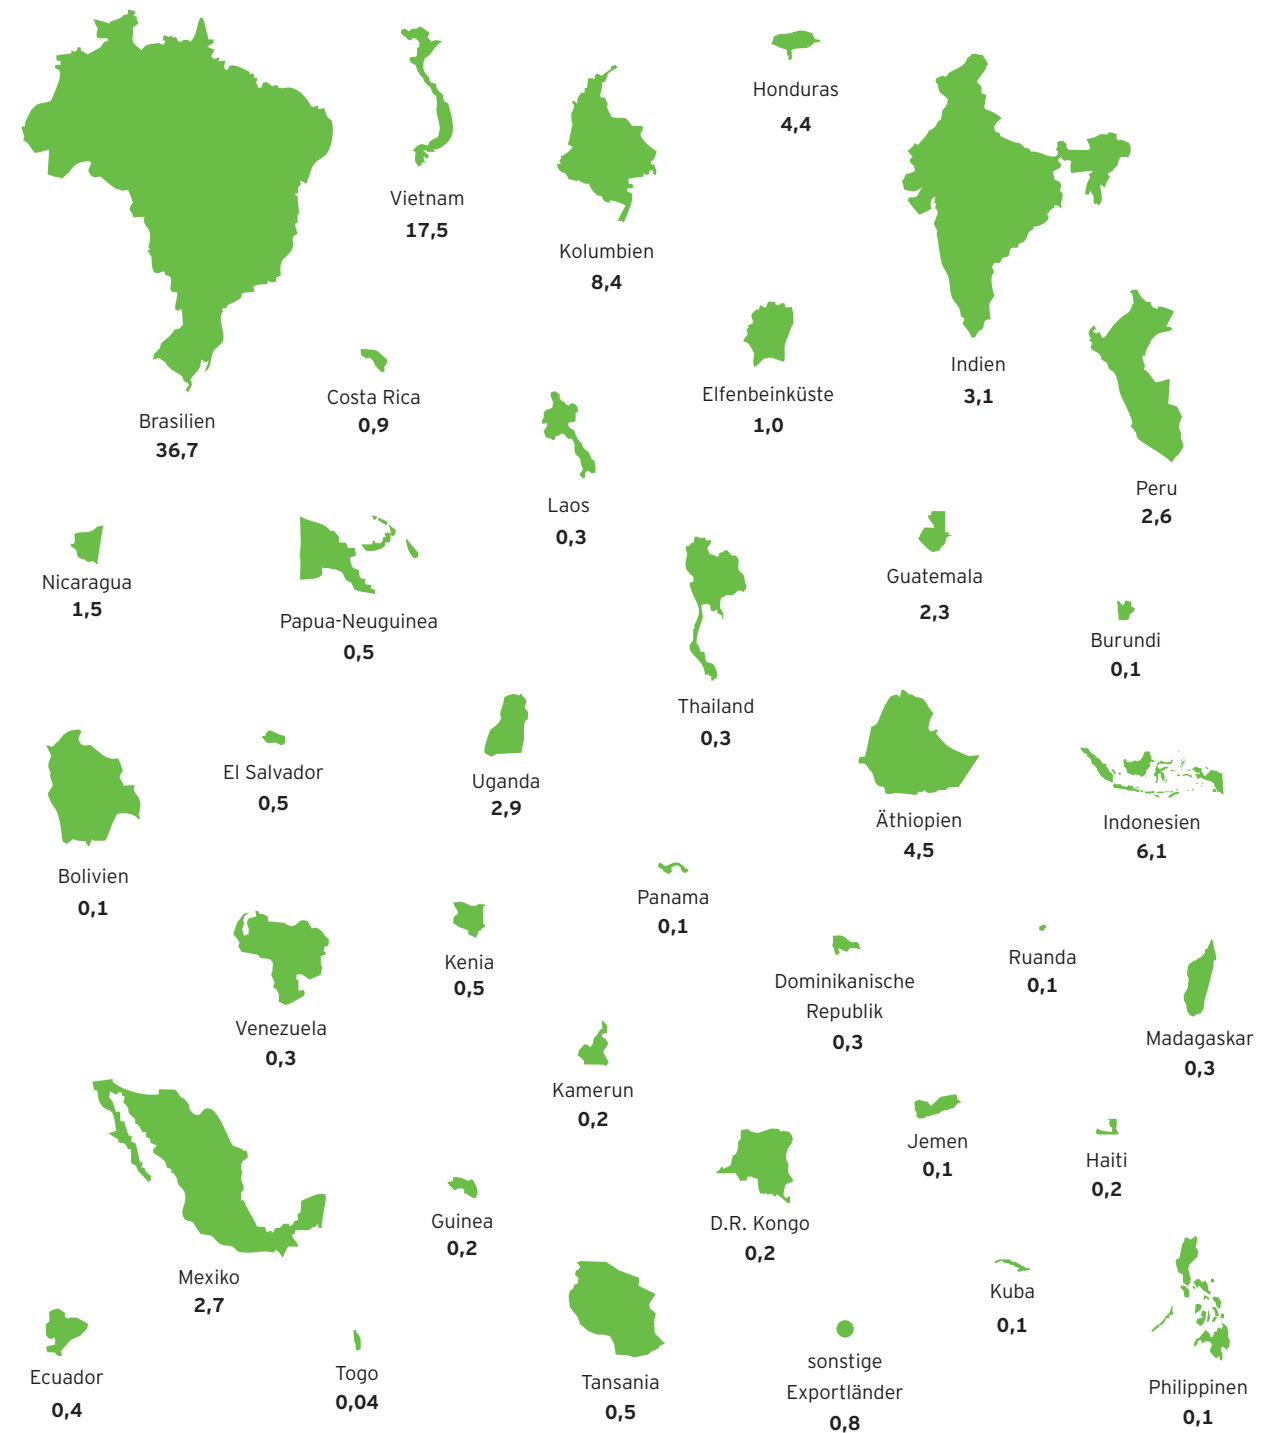 Honduras
4,4
Vietnam
17,5
Kolumbien
8,4
Indien
3,1
Elfenbeinküste
1,0
Costa Rica
0,9
Brasilien
36,7
Laos
0,3
Peru
2,6
Nicaragua
1,5
Papua-Neuguinea
0,5
Guatemala
2,3
Burundi
0,1
Thailand
0,3
El Salvador
0,5
Uganda
2,9
Äthiopien
4,5
Indonesien
6,1
Bolivien
0,1
Panama
0,1
Kenia
0,5
Dominikanische
Republik
0,3
Ruanda
0,1
Venezuela
0,3
Madagaskar
0,3
Kamerun
0,2
Jemen
0,1
Haiti
0,2
Guinea
0,2
D.R. Kongo
0,2
Mexiko
2,7
Kuba
0,1
Ecuador
0,4
Togo
0,04
Tansania
0,5
sonstige
Exportländer
0,8
Philippinen
0,1